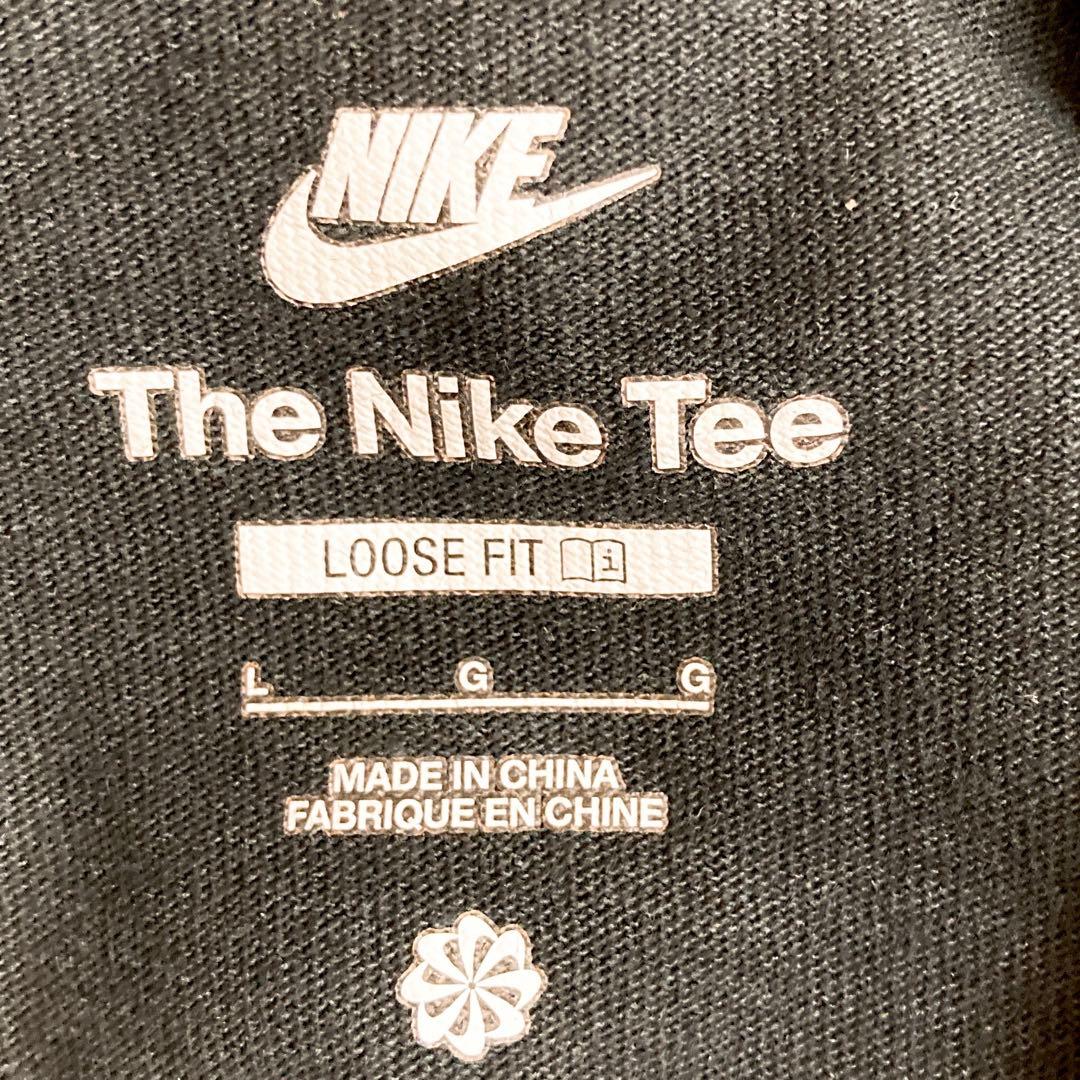 NIKE
The Nike Tee
LOOSE FIT i
L G G
MADE IN CHINA
FABRIQUE EN CHINE